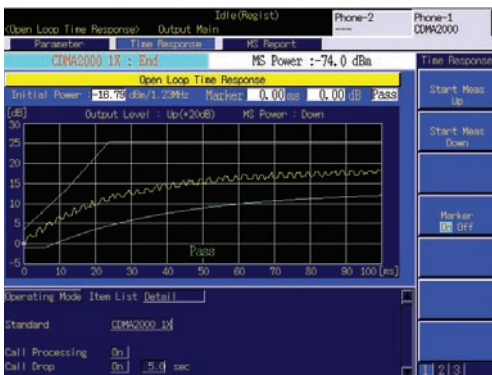 Idle(Regist)
Phone-2
Phone-1
<Open Loop Time Response>
Output Main
----
CDMA2000
Parameter
Time Response
MS Report
CDMA2000 1X : End
MS Power :-74.0 dBm
Time Response
Open Loop Time Response
Initial Power -16.75 dBm/1.23MHz Marker 0.00 ms 0.00 dB Pass
Start Meas
Up
[dB]
Output Level : Up(+20dB)
MS Power : Down
30
25
20
15
10
5
0
-5
Start Meas
Down
Marker
On Off
Pass
0 10 20 30 40 50 60 70 80 90 100 [ms]
Operating Mode Item List Detail
Standard
CDMA2000 1X
Call Processing
On
Call Drop
On
5.0 sec
1 2 3